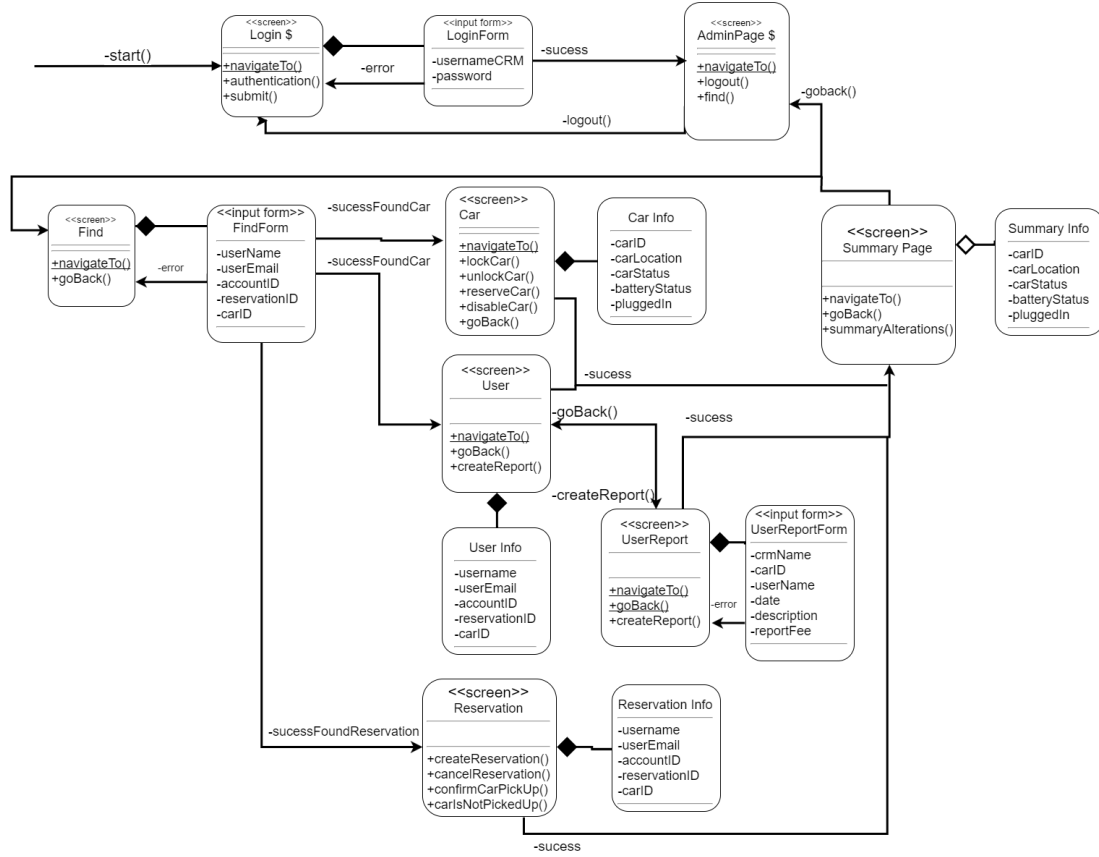 -start()
<<screen>>
Login $
+navigateTo()
+authentication()
+submit()
-error
<<input form>>
LoginForm
-usernameCRM
-password
-sucess
-logout()
<<screen>>
AdminPage $
+navigateTo()
+logout()
+find()
-goback()
<<screen>>
Find
+navigateTo()
+goBack()
-error
<<input form>>
FindForm
-userName
-userEmail
-accountID
-reservationID
-carID
-sucessFoundCar
-sucessFoundCar
<<screen>>
Car
+navigateTo()
+lockCar()
+unlockCar()
+reserveCar()
+disableCar()
+goBack()
Car Info
-carID
-carLocation
-carStatus
-batteryStatus
-pluggedIn
<<screen>>
Summary Page
+navigateTo()
+goBack()
+summaryAlterations()
Summary Info
-carID
-carLocation
-carStatus
-batteryStatus
-pluggedIn
-sucess
<<screen>>
User
+navigateTo()
+goBack()
+createReport()
-goBack()
-sucess
-createReport()
User Info
-username
-userEmail
-accountID
-reservationID
-carID
<<screen>>
UserReport
+navigateTo()
+goBack()
+createReport()
-error
<<input form>>
UserReportForm
-crmName
-carID
-userName
-date
-description
-reportFee
-sucessFoundReservation
<<screen>>
Reservation
+createReservation()
+cancelReservation()
+confirmCarPickUp()
+carIsNotPickedUp()
Reservation Info
-username
-userEmail
-accountID
-reservationID
-carID
-sucess